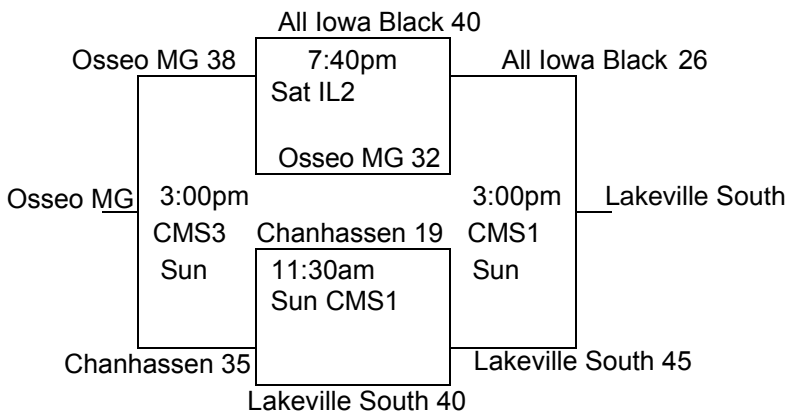 All Iowa Black 40
Osseo MG 38
7:40pm
All Iowa Black 26
Sat IL2
Osseo MG 32
Osseo MG
3:00pm
3:00pm
Lakeville South
CMS3
Chanhassen 19
CMS1
Sun
11:30am
Sun
Sun CMS1
Chanhassen 35
Lakeville South 45
Lakeville South 40